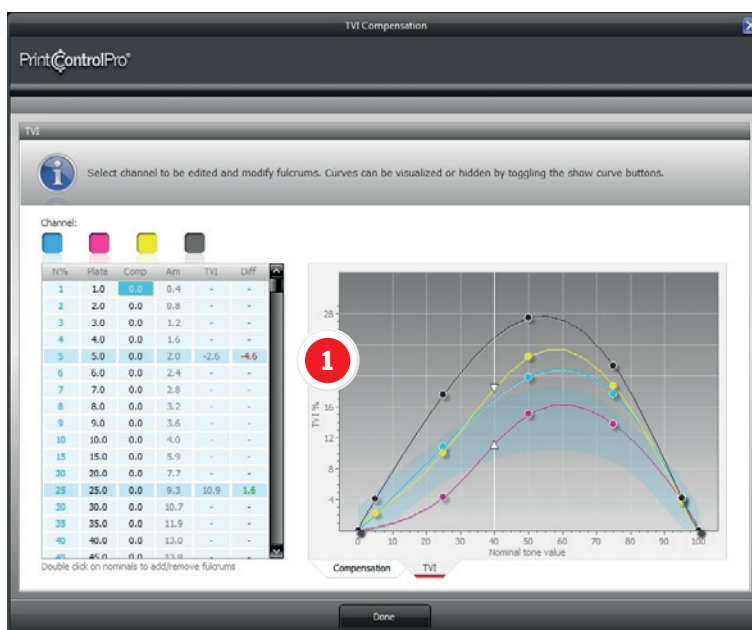 TVI Compensation
PrintControlPro
TVI
Select channel to be edited and modify fulcrums. Curves can be visualized or hidden by toggling the show curve buttons.
Channel:
N% Plate Comp Aim TVI Diff
1 1.0 0.0 0.4 - -
2 2.0 0.0 0.8 - -
3 3.0 0.0 1.2 - -
4 4.0 0.0 1.6 - -
5 5.0 0.0 2.0 -2.6 -4.6
6 6.0 0.0 2.4 - -
7 7.0 0.0 2.8 - -
8 8.0 0.0 3.2 - -
9 9.0 0.0 3.6 - -
10 10.0 0.0 4.0 - -
15 15.0 0.0 5.9 - -
20 20.0 0.0 7.7 - -
25 25.0 0.0 9.3 10.9 1.6
30 30.0 0.0 10.7 - -
35 35.0 0.0 11.9 - -
40 40.0 0.0 13.0 - -
45 45.0 0.0 13.8 - -
Double click on nominals to add/remove fulcrums
28
1
16
12
8
4
TVI %
0 10 20 30 40 50 60 70 80 90 100
Nominal tone value
Compensation TVI
Done